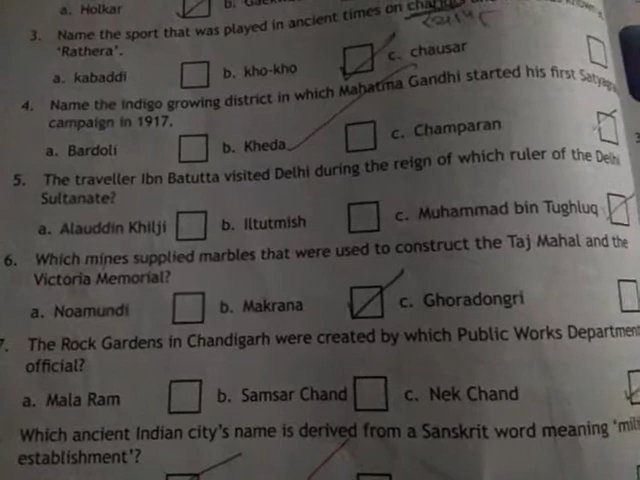 a. Holkar b.
3. Name the sport that was played in ancient times on
'Rathera'.
a. kabaddi b. kho-kho c. chausar
4. Name the indigo growing district in which Mahatma Gandhi started his first
campaign in 1917.
a. Bardoli b. Kheda c. Champaran
5. The traveller Ibn Batutta visited Delhi during the reign of which ruler of the Delhi
Sultanate?
a. Alauddin Khilji b. Iltutmish c. Muhammad bin Tughluq
6. Which mines supplied marbles that were used to construct the Taj Mahal and the
Victoria Memorial?
a. Noamundi b. Makrana c. Ghoradongri
7. The Rock Gardens in Chandigarh were created by which Public Works Department
official?
a. Mala Ram b. Samsar Chand c. Nek Chand
Which ancient Indian city's name is derived from a Sanskrit word meaning 'mili
establishment'?